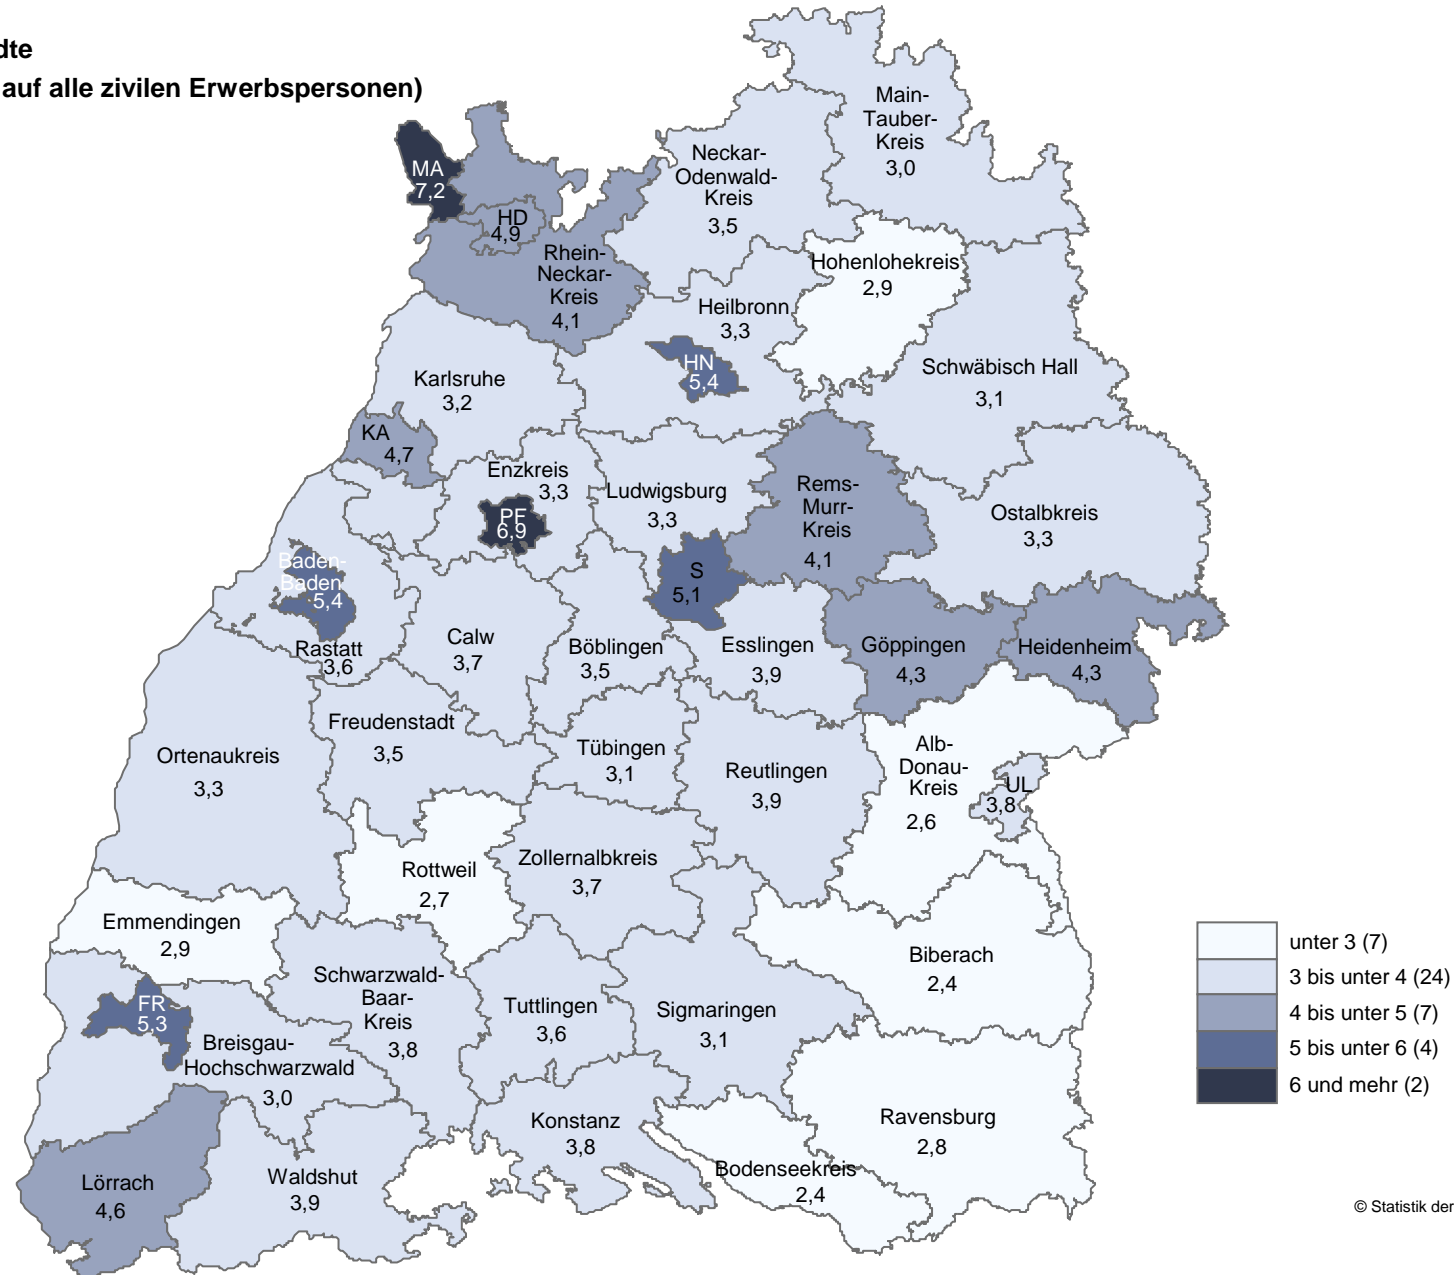 dte
auf alle zivilen Erwerbspersonen)
Main-
Tauber-
Kreis
3,0
Neckar-
Odenwald-
Kreis
3,5
MA
7,2
HD
4,9
Rhein-
Neckar-
Kreis
4,1
Hohenlohekreis
2,9
Heilbronn
3,3
HN
5,4
Schwäbisch Hall
3,1
Karlsruhe
3,2
KA
4,7
Enzkreis
3,3
PF
6,9
Ludwigsburg
3,3
Rems-
Murr-
Kreis
4,1
Ostalbkreis
3,3
Baden-
Baden
5,4
S
5,1
Rastatt
3,6
Calw
3,7
Böblingen
3,5
Esslingen
3,9
Göppingen
4,3
Heidenheim
4,3
Freudenstadt
3,5
Ortenaukreis
3,3
Tübingen
3,1
Reutlingen
3,9
Alb-
Donau-
Kreis
2,6
UL
3,8
Rottweil
2,7
Zollernalbkreis
3,7
Emmendingen
2,9
Biberach
2,4
Schwarzwald-
Baar-
Kreis
3,8
Tuttlingen
3,6
Sigmaringen
3,1
FR
5,3
Breisgau-
Hochschwarzwald
3,0
Konstanz
3,8
Ravensburg
2,8
Bodenseekreis
2,4
Lörrach
4,6
Waldshut
3,9
unter 3 (7)
3 bis unter 4 (24)
4 bis unter 5 (7)
5 bis unter 6 (4)
6 und mehr (2)
© Statistik der